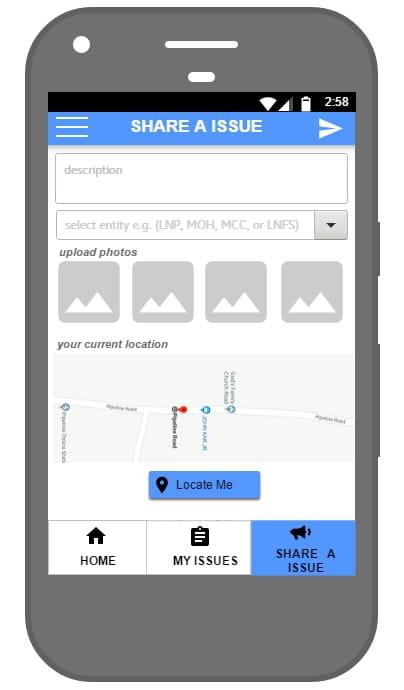 2:58
SHARE A ISSUE
description
select entity e.g. (LNP, MOH, MCC, or LNFS)
upload photos
your current location
God's Family
Church Road
Pipeline Road
Pipeline Road
Pipeline Road
JOHN KAR, JR
Pipeline Police Stati
Locate Me
HOME
MY ISSUES
SHARE A
ISSUE